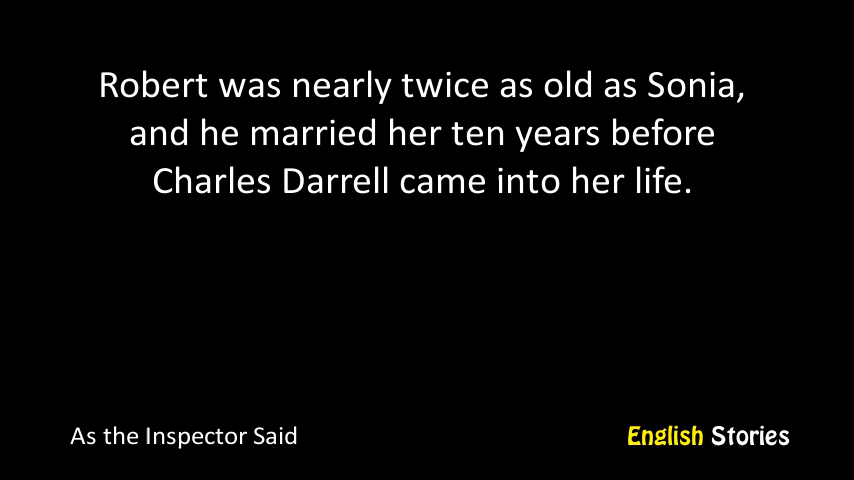 Robert was nearly twice as old as Sonia,
and he married her ten years before
Charles Darrell came into her life.
As the Inspector Said
English Stories